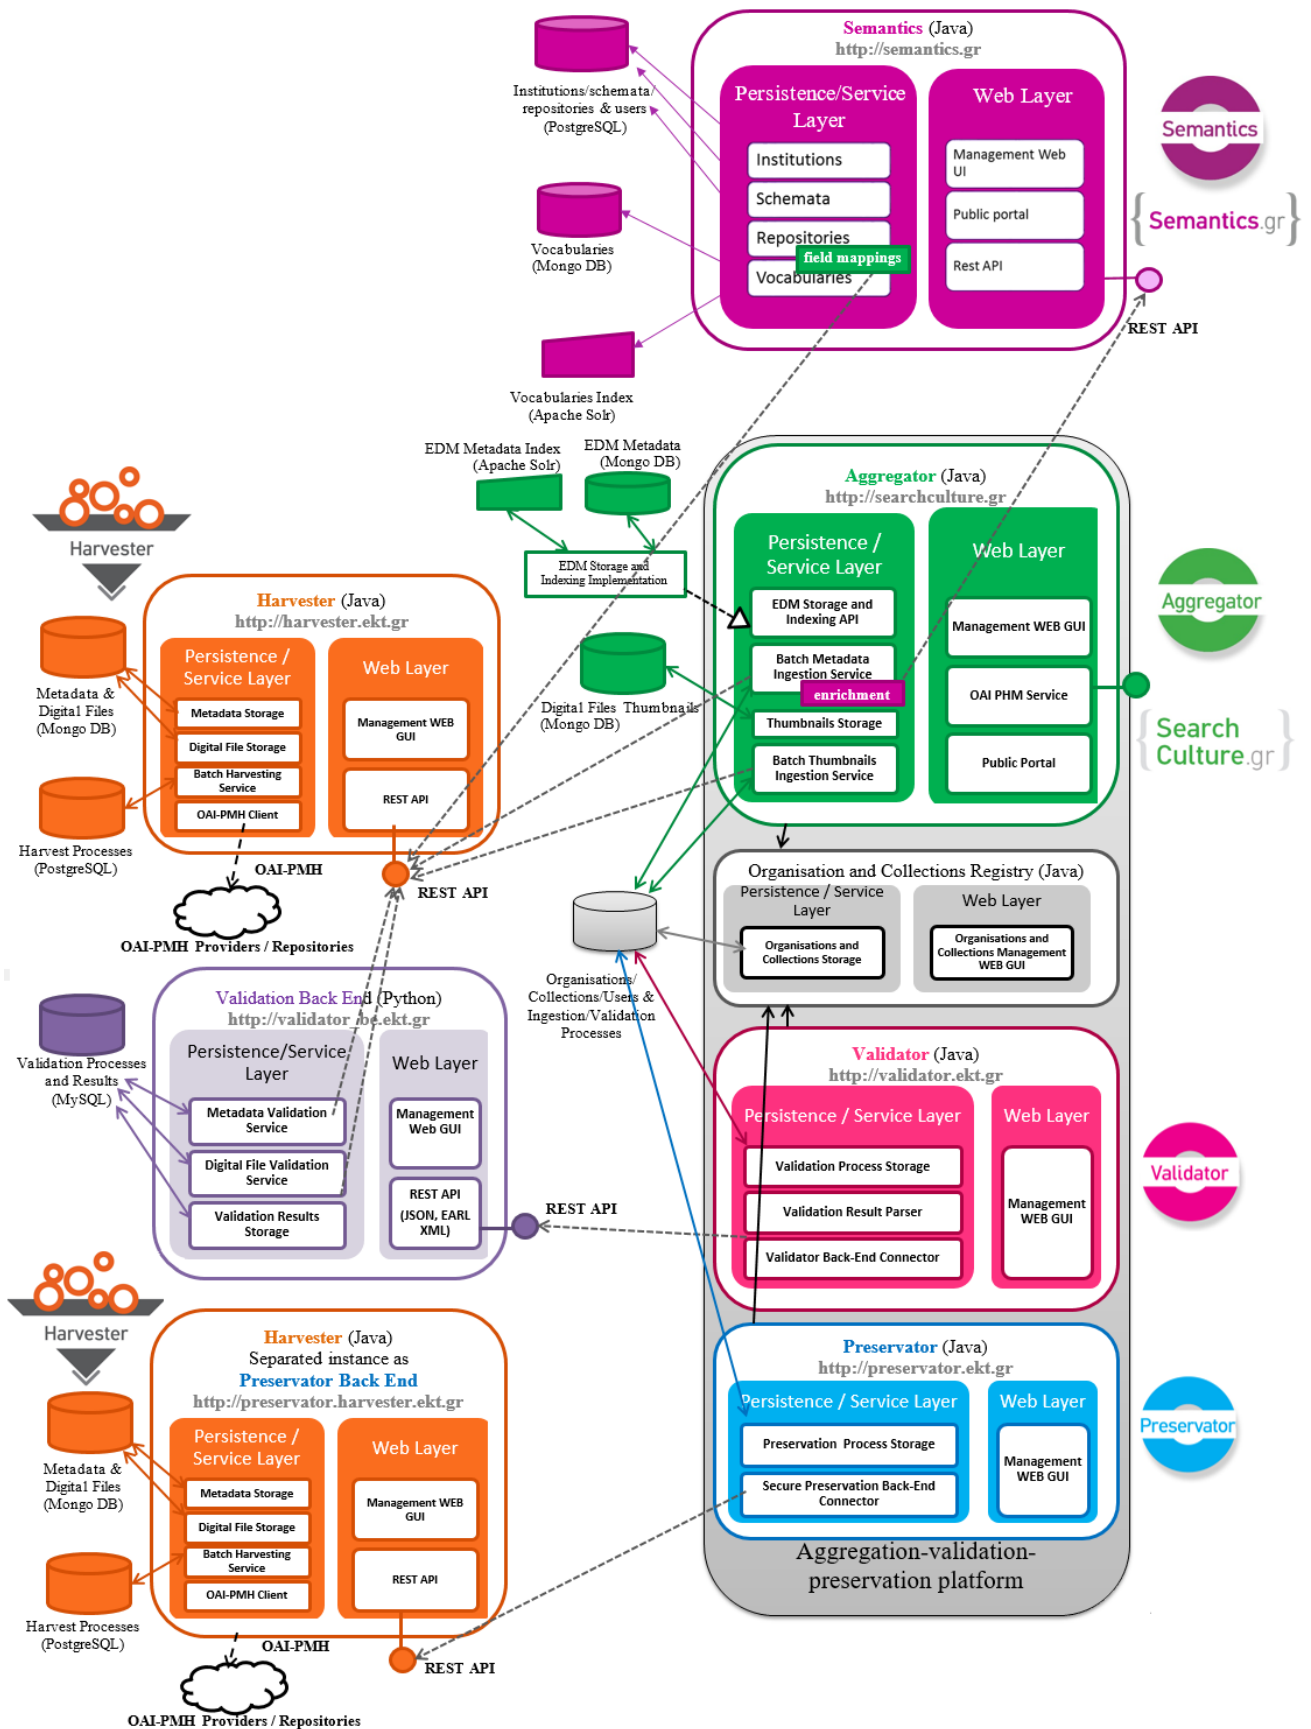 Semantics (Java)
http://semantics.gr
Persistence/Service
Layer
Institutions
Schemata
Repositories
field mappings
Vocabularies
Web Layer
Management Web
UI
Public portal
Rest API
REST API
Semantics
{Semantics.gr}
Institutions/schemata/
repositories & users
(PostgreSQL)
Vocabularies
(Mongo DB)
Vocabularies Index
(Apache Solr)
EDM Metadata Index
(Apache Solr)
EDM Metadata
(Mongo DB)
EDM Storage and
Indexing Implementation
Digital Files Thumbnails
(Mongo DB)
Aggregator (Java)
http://searchculture.gr
Persistence /
Service Layer
EDM Storage and
Indexing API
Batch Metadata
Ingestion Service
enrichment
Thumbnails Storage
Batch Thumbnails
Ingestion Service
Web Layer
Management WEB GUI
OAI PHM Service
Public Portal
Aggregator
{Search
Culture.gr}
Harvester
Metadata &
Digital Files
(Mongo DB)
Harvest Processes
(PostgreSQL)
Harvester (Java)
http://harvester.ekt.gr
Persistence /
Service Layer
Metadata Storage
Digital File Storage
Batch Harvesting
Service
OAI-PMH Client
Web Layer
Management WEB
GUI
REST API
OAI-PMH
REST API
OAI-PMH Providers / Repositories
Organisation and Collections Registry (Java)
Persistence / Service
Layer
Organisations and
Collections Storage
Web Layer
Organisations and
Collections Management
WEB GUI
Organisations/
Collections/Users &
Ingestion/Validation
Processes
Validation Back End (Python)
http://validator_be.ekt.gr
Validation Processes
and Results
(MySQL)
Persistence/Service
Layer
Metadata Validation
Service
Digital File Validation
Service
Validation Results
Storage
Web Layer
Management
Web GUI
REST API
(JSON, EARL
XML)
REST API
Validator (Java)
http://validator.ekt.gr
Persistence / Service Layer
Validation Process Storage
Validation Result Parser
Validator Back-End Connector
Web Layer
Management
WEB GUI
Validator
Harvester
Metadata &
Digital Files
(Mongo DB)
Harvest Processes
(PostgreSQL)
Harvester (Java)
Separated instance as
Preservator Back End
http://preservator.harvester.ekt.gr
Persistence /
Service Layer
Metadata Storage
Digital File Storage
Batch Harvesting
Service
OAI-PMH Client
Web Layer
Management WEB
GUI
REST API
OAI-PMH
REST API
OAI-PMH Providers / Repositories
Preservator (Java)
http://preservator.ekt.gr
Persistence / Service Layer
Preservation Process Storage
Secure Preservation Back-End
Connector
Web Layer
Management
WEB GUI
Preservator
Aggregation-validation-
preservation platform